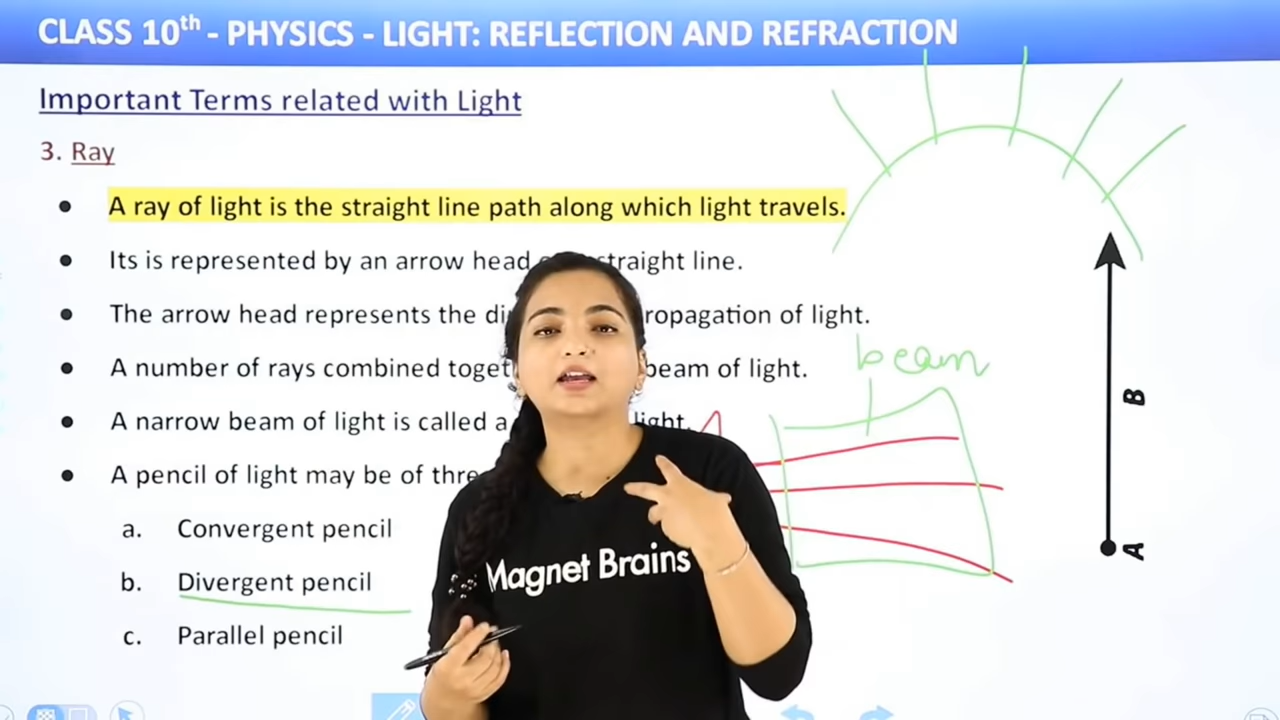 CLASS 10th - PHYSICS - LIGHT: REFLECTION AND REFRACTION
Important Terms related with Light
3. Ray
● A ray of light is the straight line path along which light travels.
● Its is represented by an arrow head straight line.
● The arrow head represents the propagation of light.
● A number of rays combined beam of light.
beam
● A narrow beam of light is called a light.
● A pencil of light may be of
a. Convergent pencil
b. Divergent pencil
c. Parallel pencil
B
A
Magnet Brains